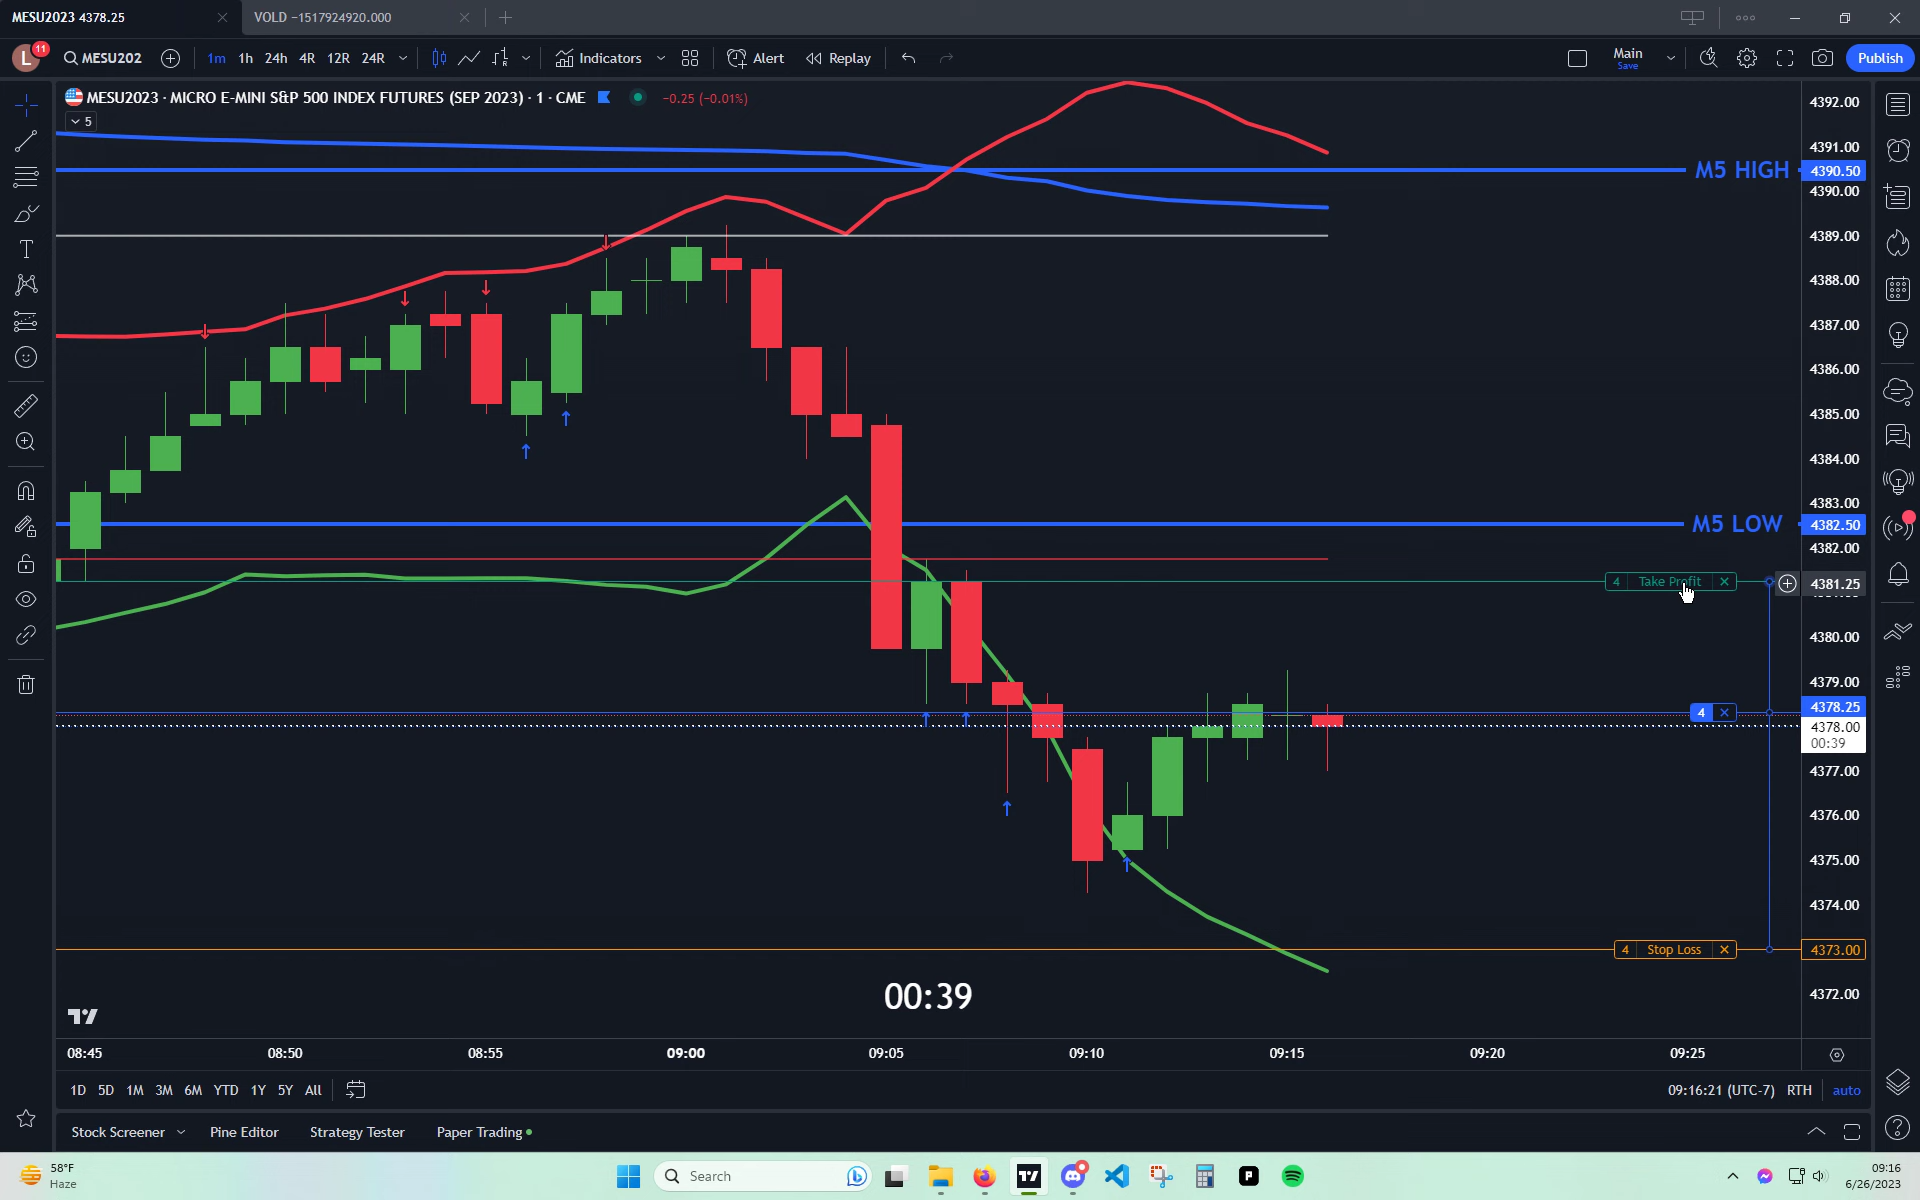 MESU2023 4378.25
VOLD −1517924920.000
L 11 MESU202 1m 1h 24h 4R 12R 24R Indicators Alert Replay Main Save Publish
MESU2023 · MICRO E-MINI S&P 500 INDEX FUTURES (SEP 2023) · 1 · CME −0.25 (−0.01%)
5
4392.00
4391.00
M5 HIGH 4390.50
4390.00
4389.00
4388.00
4387.00
4386.00
4385.00
4384.00
4383.00
M5 LOW 4382.50
4382.00
4 Take Profit 4381.25
4380.00
4379.00
4 4378.25
4378.00
00:39
4377.00
4376.00
4375.00
4374.00
4 Stop Loss 4373.00
4372.00
00:39
08:45 08:50 08:55 09:00 09:05 09:10 09:15 09:20 09:25
1D 5D 1M 3M 6M YTD 1Y 5Y All 09:16:21 (UTC-7) RTH auto
Stock Screener Pine Editor Strategy Tester Paper Trading
58°F
Haze
Search
09:16
6/26/2023